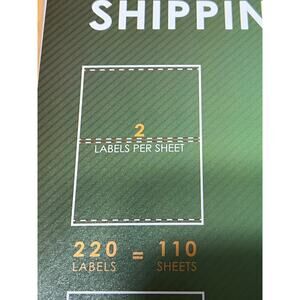 SHIPPIN
2
LABELS PER SHEET
220 = 110
LABELS SHEETS